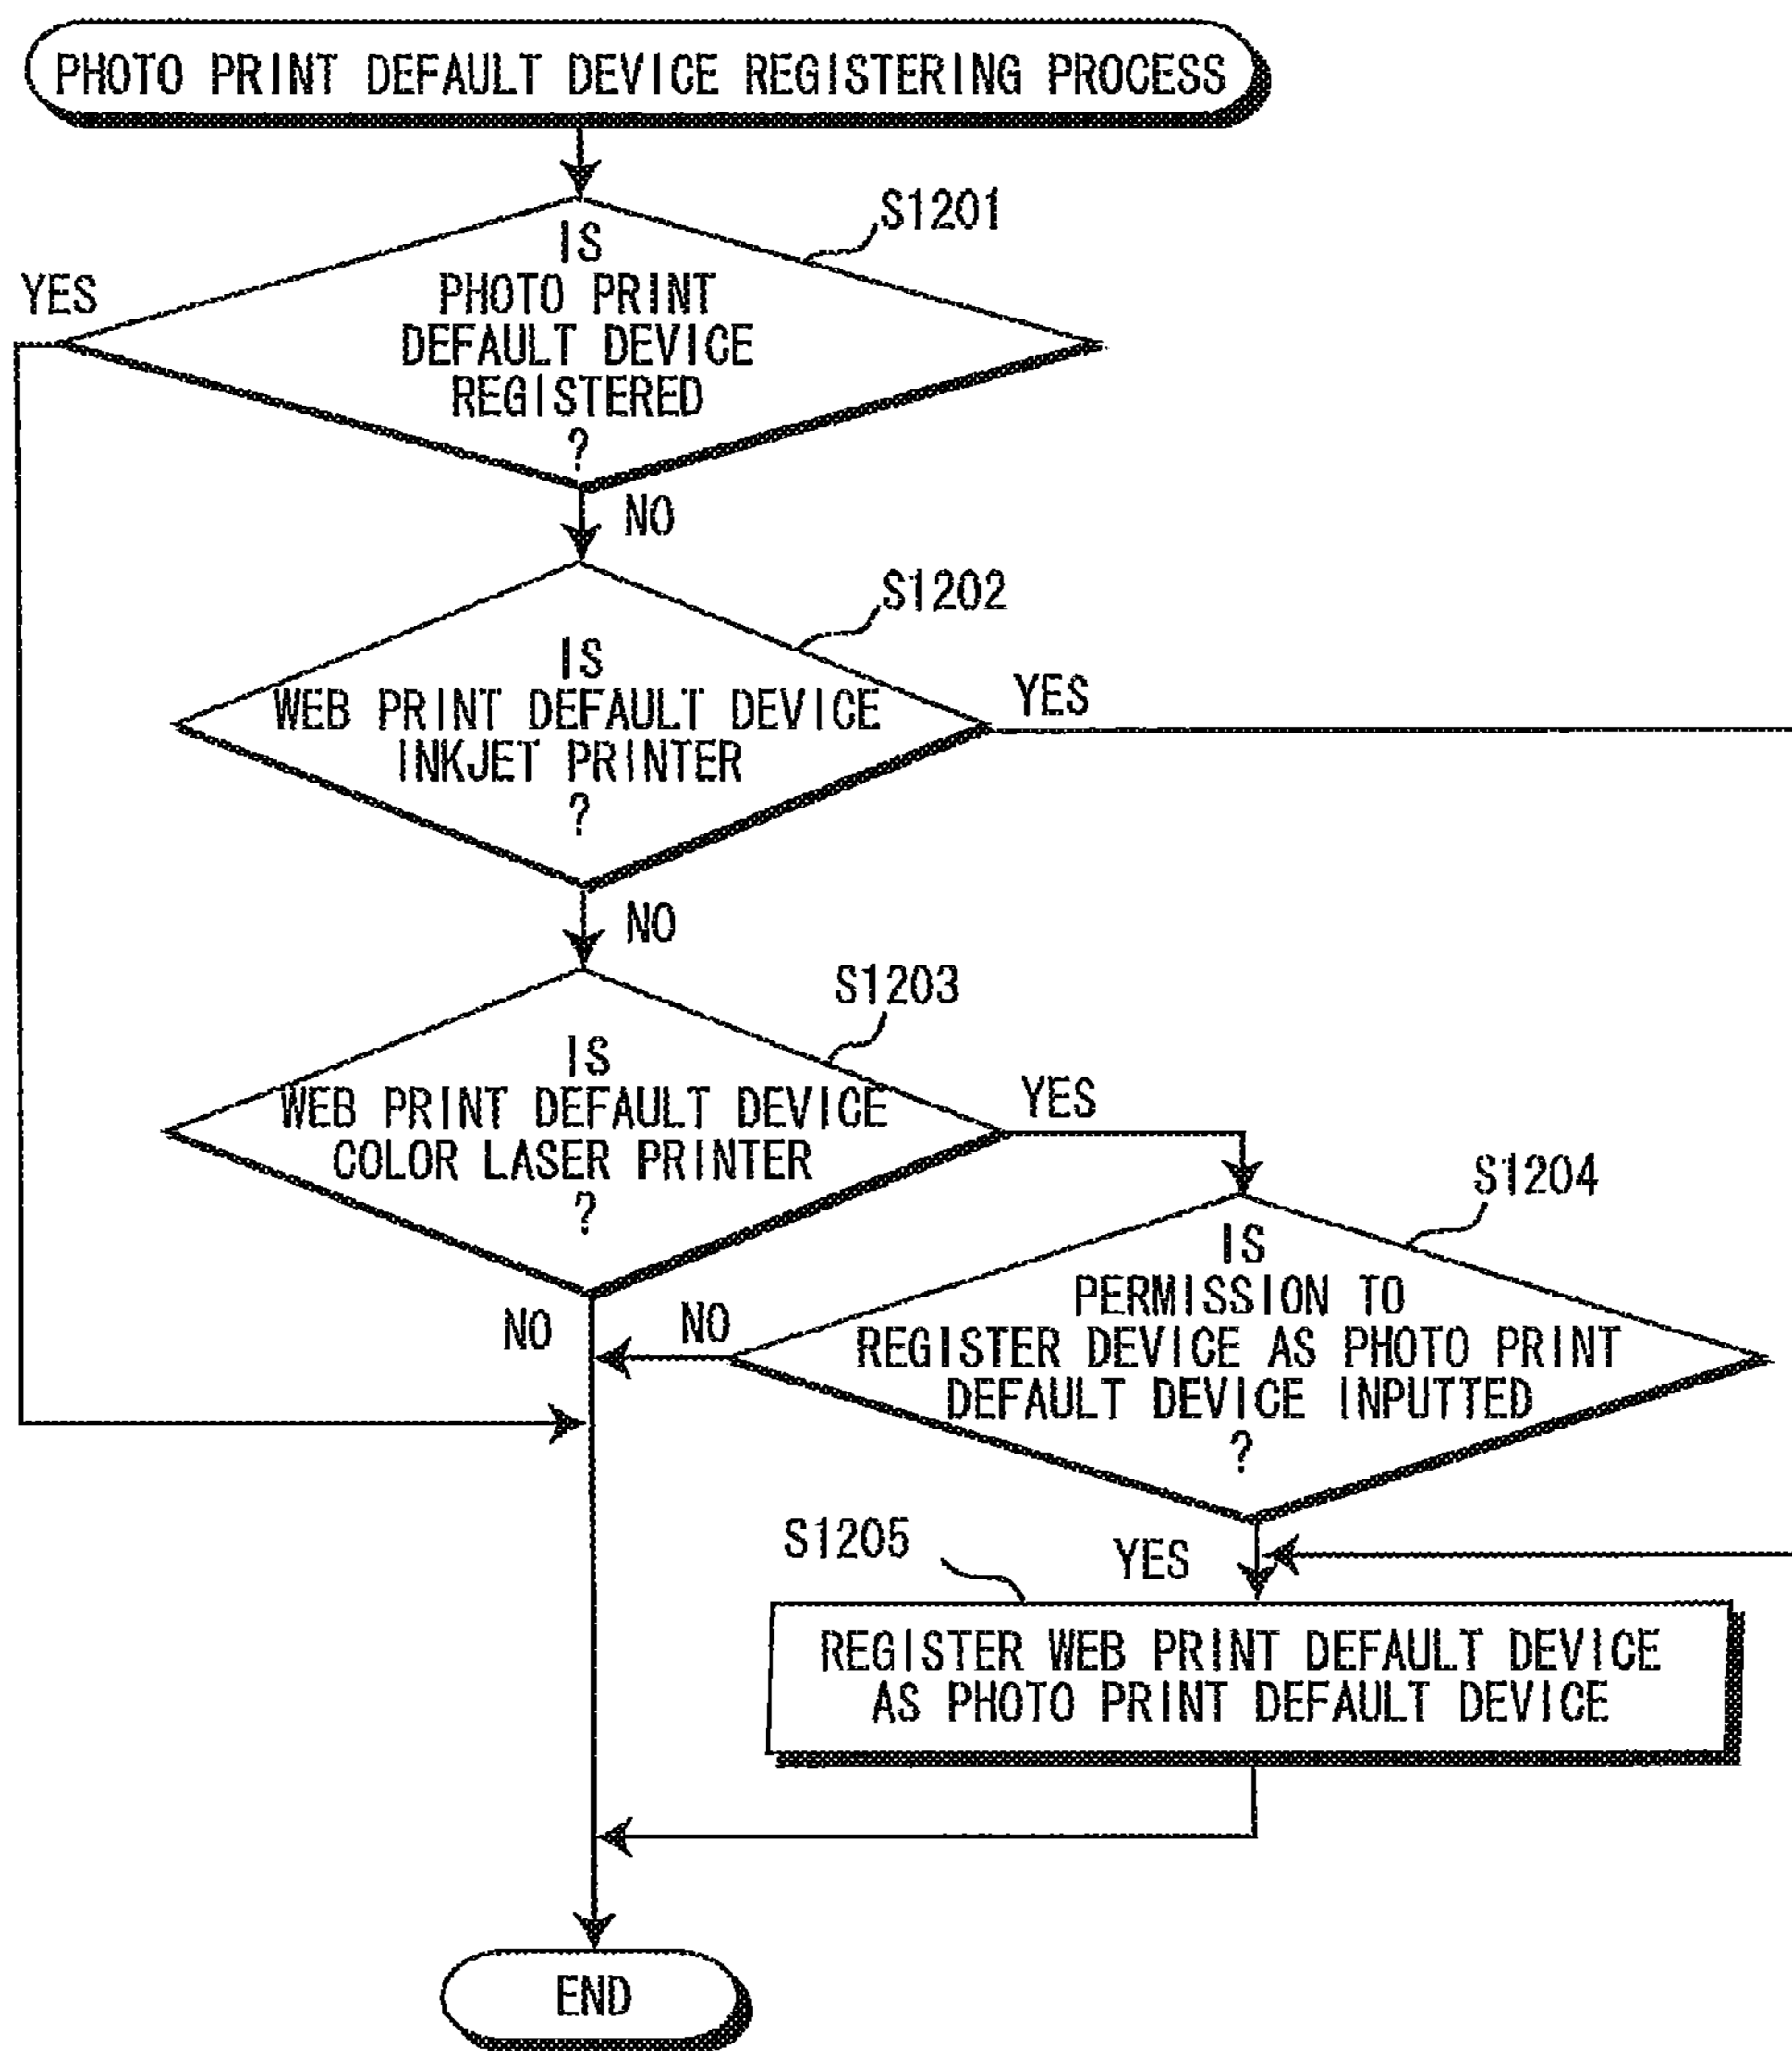 PHOTO PRINT DEFAULT DEVICE REGISTERING PROCESS
S1201
IS
PHOTO PRINT
DEFAULT DEVICE
REGISTERED
?
YES
NO
S1202
IS
WEB PRINT DEFAULT DEVICE
INKJET PRINTER
?
YES
NO
S1203
IS
WEB PRINT DEFAULT DEVICE
COLOR LASER PRINTER
?
YES
NO
S1204
IS
PERMISSION TO
REGISTER DEVICE AS PHOTO PRINT
DEFAULT DEVICE INPUTTED
?
NO
YES
S1205
REGISTER WEB PRINT DEFAULT DEVICE
AS PHOTO PRINT DEFAULT DEVICE
END